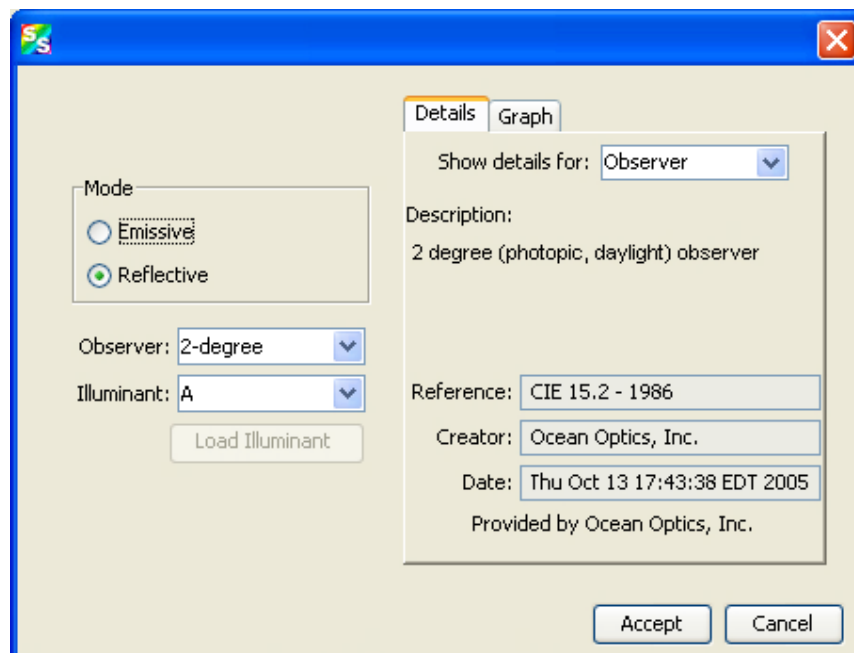 SS
Mode
Emissive
Reflective
Observer: 2-degree
Illuminant: A
Load Illuminant
Details Graph
Show details for: Observer
Description:
2 degree (photopic, daylight) observer
Reference: CIE 15.2 - 1986
Creator: Ocean Optics, Inc.
Date: Thu Oct 13 17:43:38 EDT 2005
Provided by Ocean Optics, Inc.
Accept Cancel